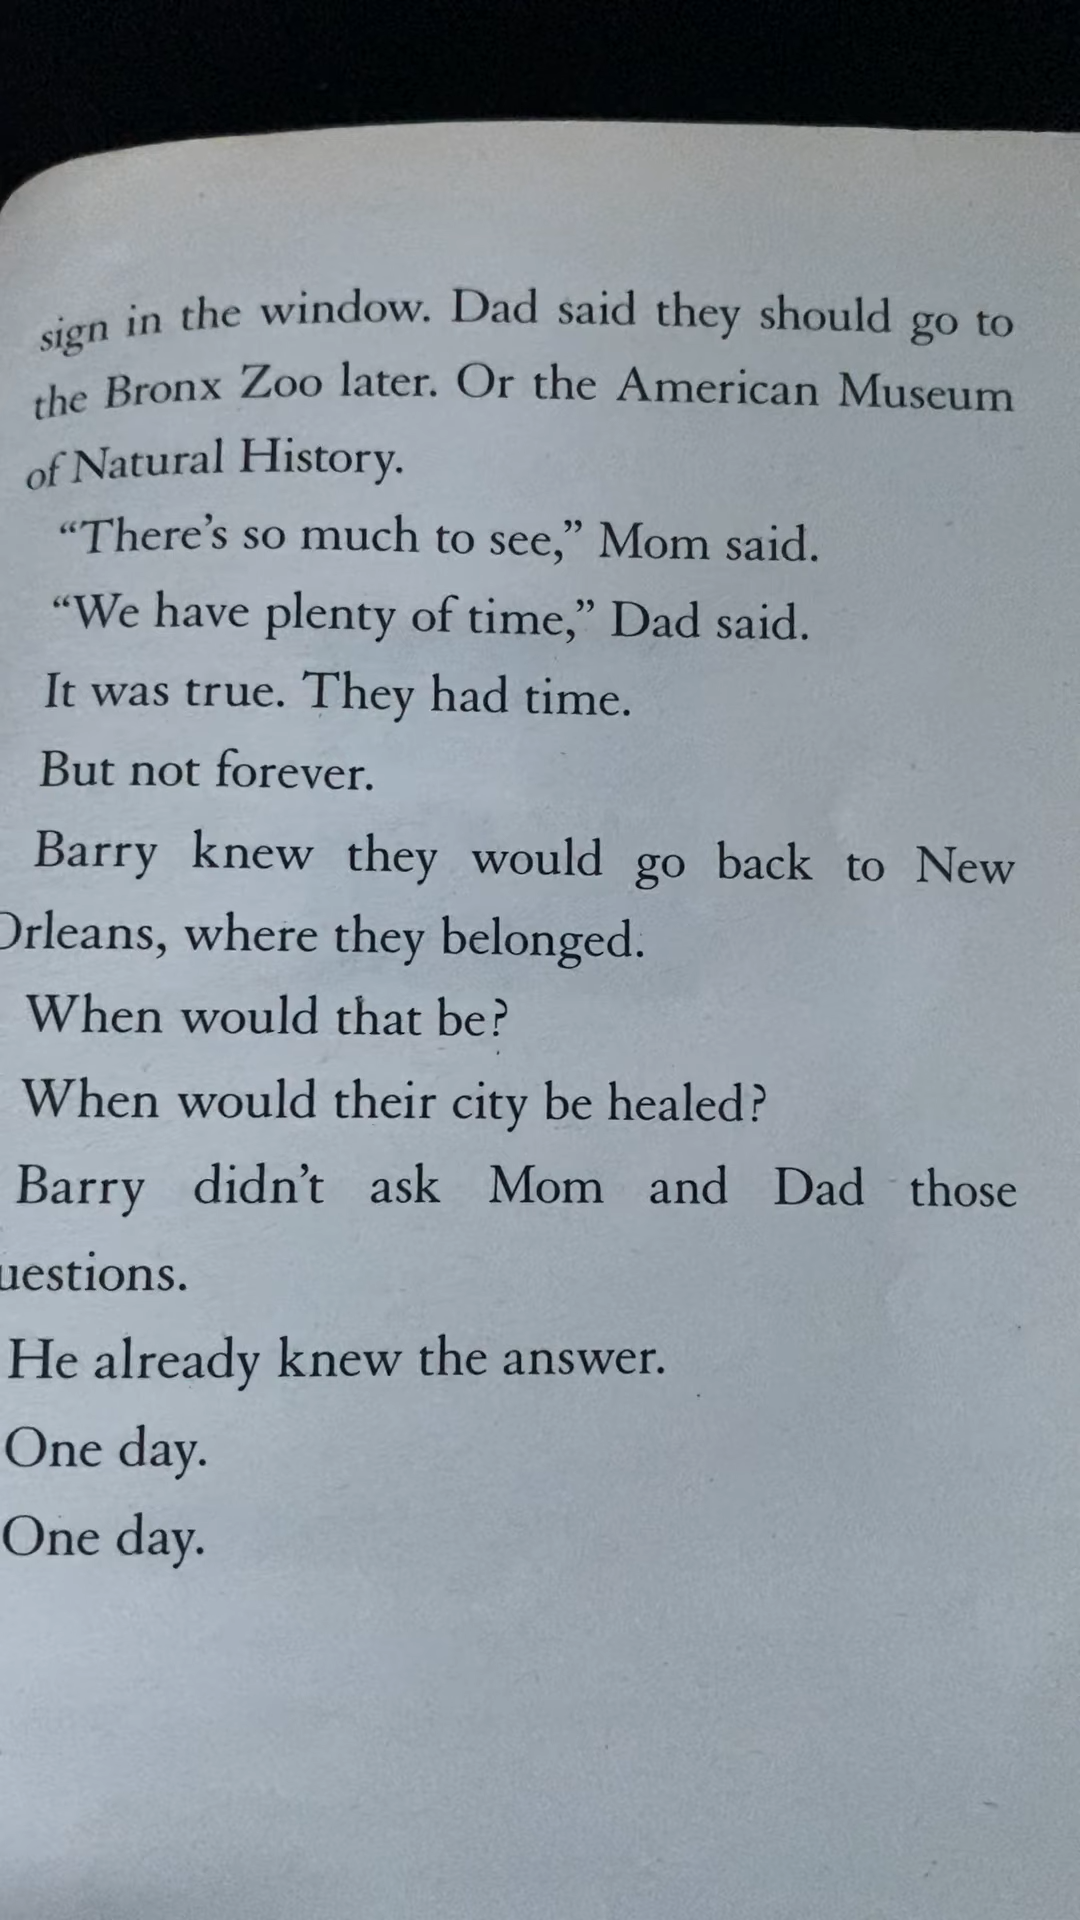 sign in the window. Dad said they should go to
the Bronx Zoo later. Or the American Museum
of Natural History.
“There’s so much to see,” Mom said.
“We have plenty of time,” Dad said.
It was true. They had time.
But not forever.
Barry knew they would go back to New
Orleans, where they belonged.
When would that be?
When would their city be healed?
Barry didn’t ask Mom and Dad those
uestions.
He already knew the answer.
One day.
One day.